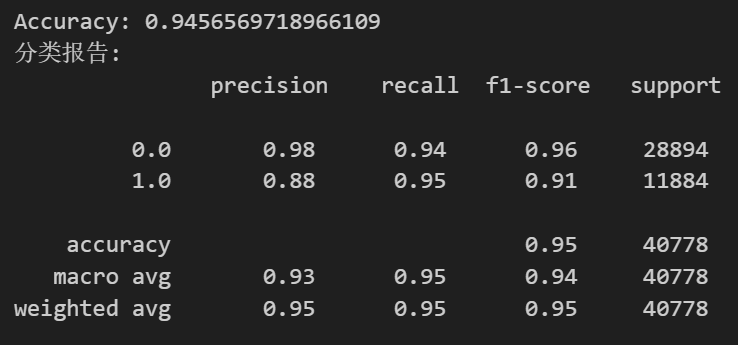 Accuracy: 0.9456569718966109
分类报告:
precision recall f1-score support
0.0 0.98 0.94 0.96 28894
1.0 0.88 0.95 0.91 11884
accuracy 0.95 40778
macro avg 0.93 0.95 0.94 40778
weighted avg 0.95 0.95 0.95 40778